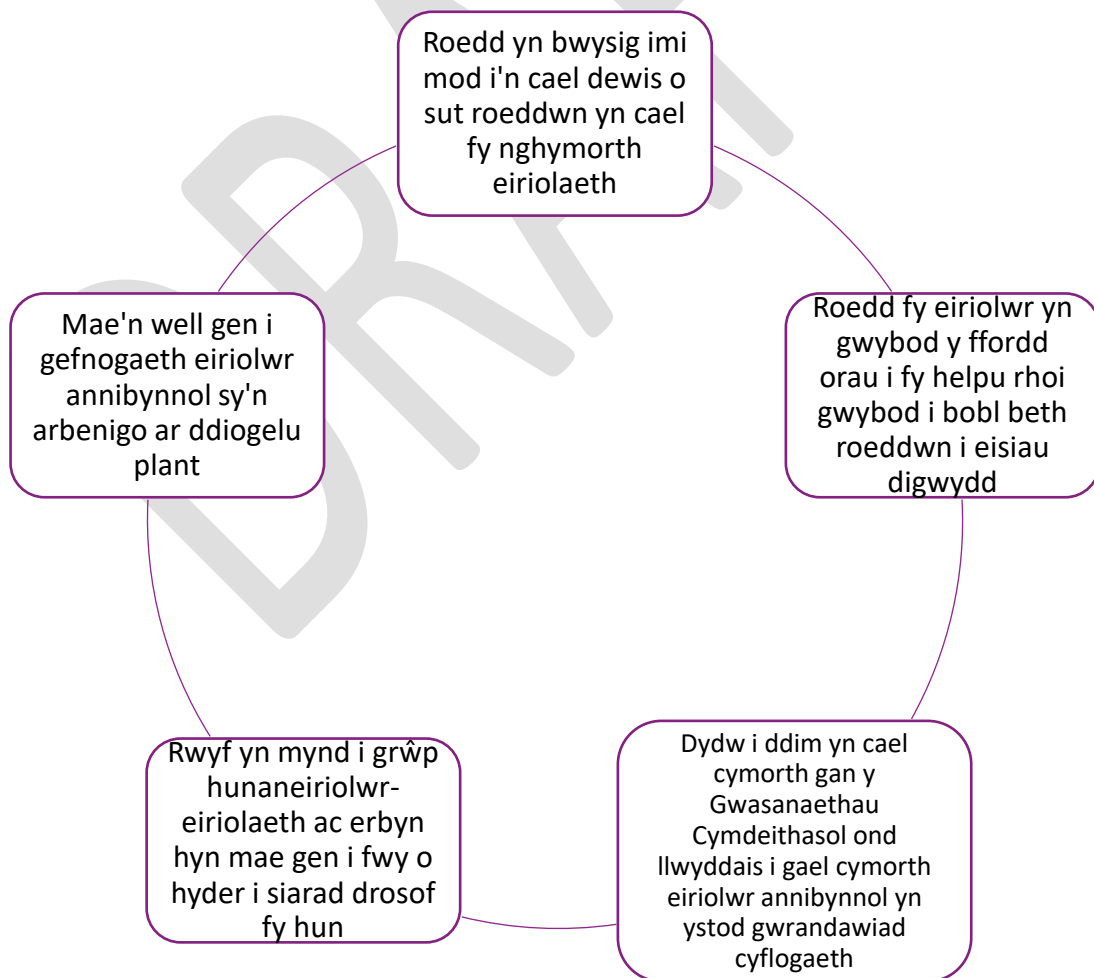 Roedd yn bwysig imi
mod i'n cael dewis o
sut roeddwn yn cael
fy nghymorth
eiriolaeth
Roedd fy eiriolwr yn
gwybod y ffordd
orau i fy helpu rhoi
gwybod i bobl beth
roeddwn i eisiau
digwydd
Dydw i ddim yn cael
cymorth gan y
Gwasanaethau
Cymdeithasol ond
llwyddais i gael cymorth
eiriolwr annibynnol yn
ystod gwrandawiad
cyflogaeth
Rwyf yn mynd i grŵp
hunaneiriolwr-
eiriolaeth ac erbyn
hyn mae gen i fwy o
hyder i siarad drosof
fy hun
Mae'n well gen i
gefnogaeth eiriolwr
annibynnol sy'n
arbenigo ar ddiogelu
plant